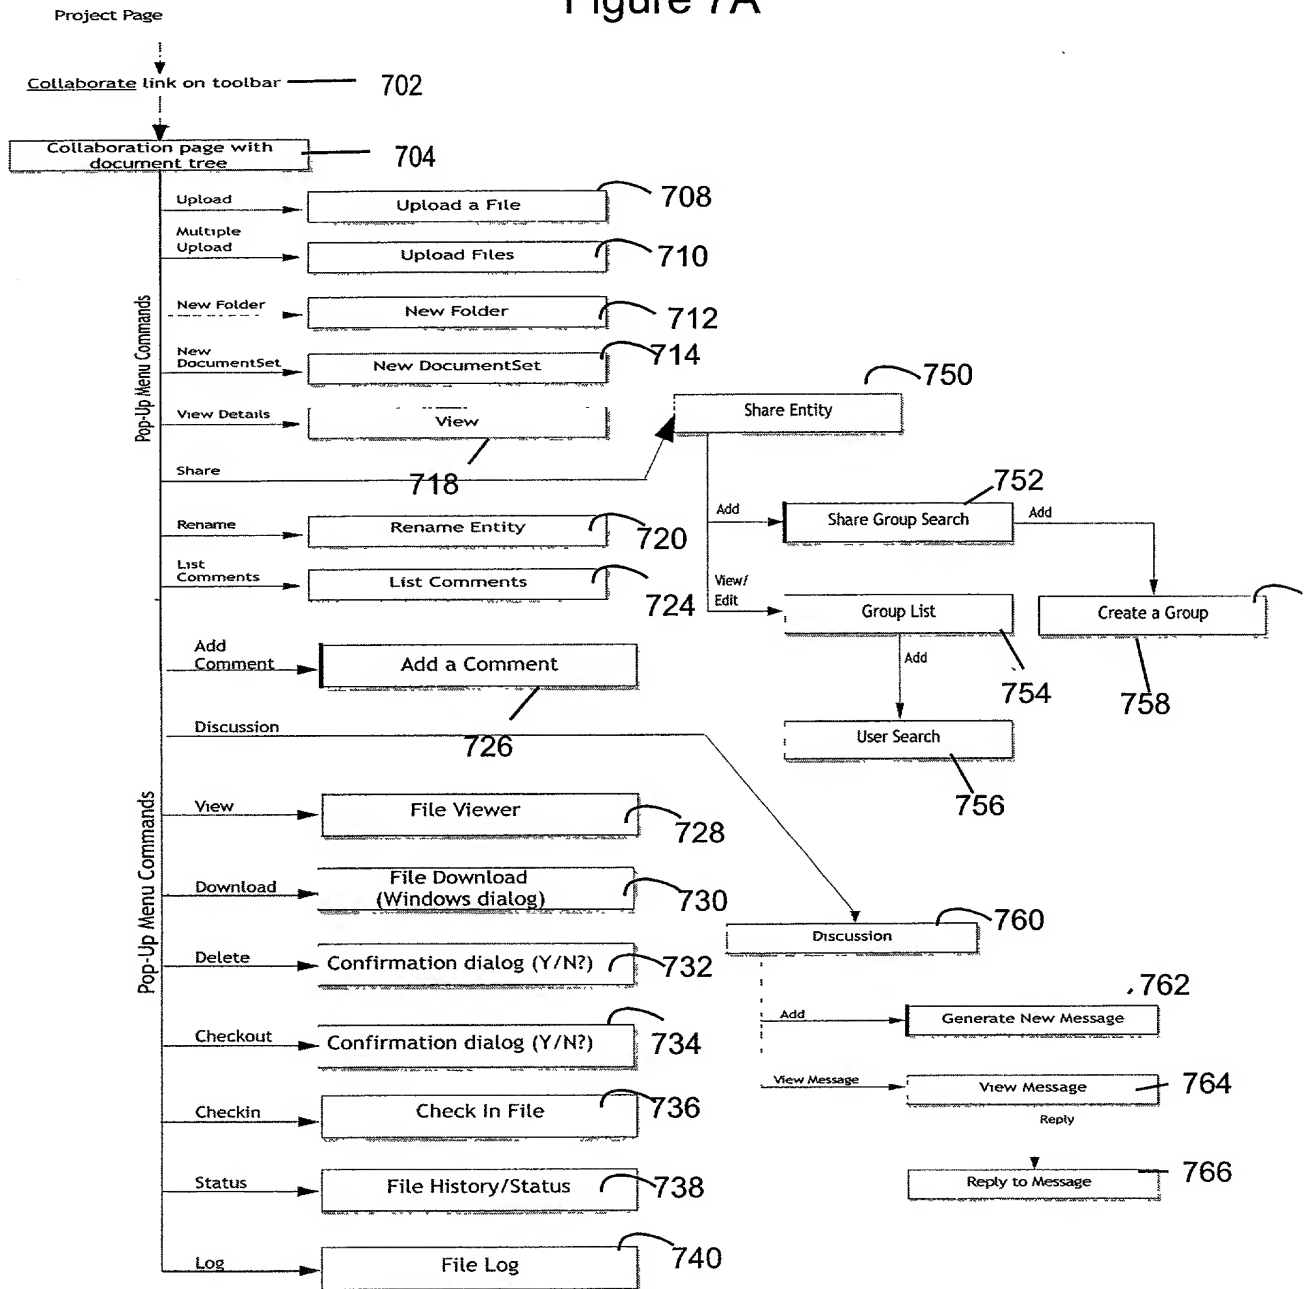 Figure 7A
Project Page
Collaborate link on toolbar 702
Collaboration page with
document tree
704
Pop-Up Menu Commands
Upload
Upload a File
708
Multiple
Upload
Upload Files
710
New Folder
New Folder
712
New
DocumentSet
New DocumentSet
714
View Details
View
718
Share
Share Entity
750
Add
Share Group Search
752
Add
Create a Group
758
View/
Edit
Group List
754
Add
User Search
756
Rename
Rename Entity
720
List
Comments
List Comments
724
Add
Comment
Add a Comment
726
Discussion
Pop-Up Menu Commands
View
File Viewer
728
Download
File Download
(Windows dialog)
730
Delete
Confirmation dialog (Y/N?)
732
Checkout
Confirmation dialog (Y/N?)
734
Checkin
Check In File
736
Status
File History/Status
738
Log
File Log
740
Discussion
760
Add
Generate New Message
762
View Message
View Message
764
Reply
Reply to Message
766